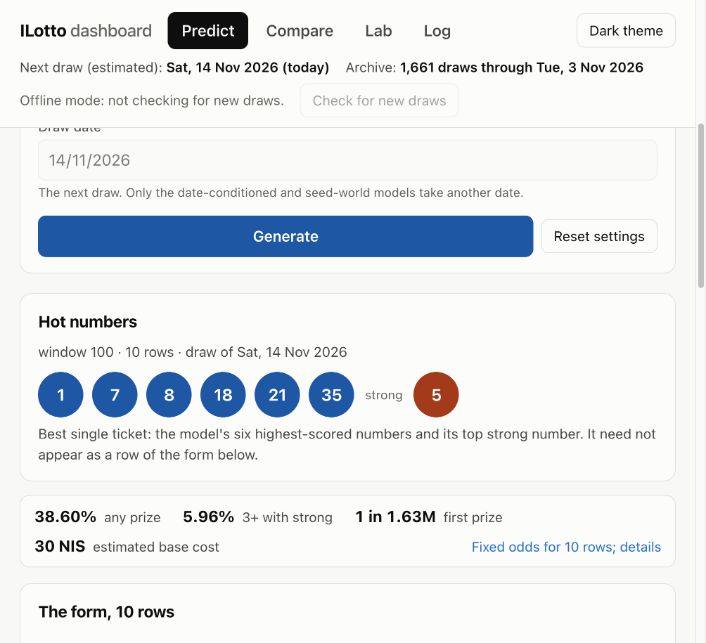 ILotto dashboard Predict Compare Lab Log Dark theme
Next draw (estimated): Sat, 14 Nov 2026 (today) Archive: 1,661 draws through Tue, 3 Nov 2026
Offline mode: not checking for new draws. Check for new draws
Draw date
14/11/2026
The next draw. Only the date-conditioned and seed-world models take another date.
Generate Reset settings
Hot numbers
window 100 · 10 rows · draw of Sat, 14 Nov 2026
1 7 8 18 21 35 strong 5
Best single ticket: the model's six highest-scored numbers and its top strong number. It need not
appear as a row of the form below.
38.60% any prize 5.96% 3+ with strong 1 in 1.63M first prize
30 NIS estimated base cost Fixed odds for 10 rows; details
The form, 10 rows